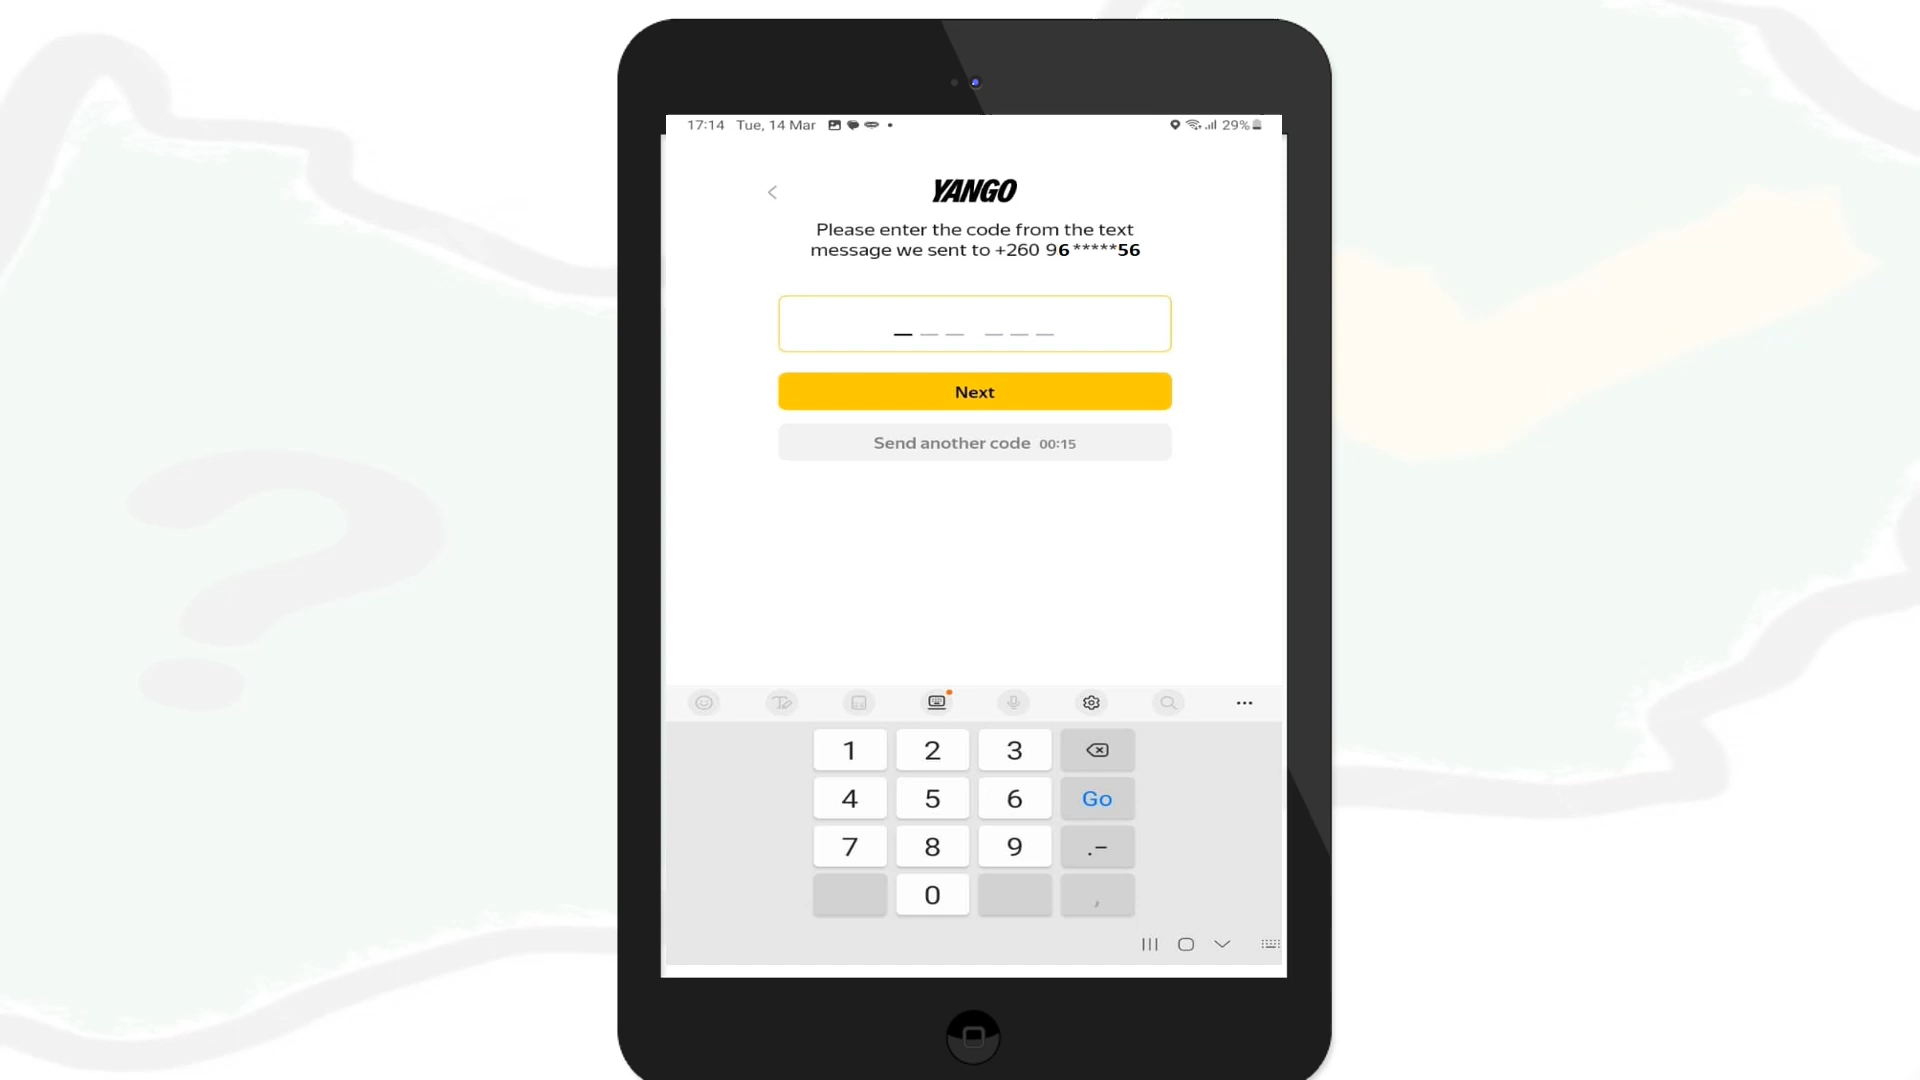 17:14 Tue, 14 Mar
29%
YANGO
Please enter the code from the text
message we sent to +260 96*****56
Next
Send another code 00:15
1 2 3
4 5 6 Go
7 8 9 .-
0 ,
?